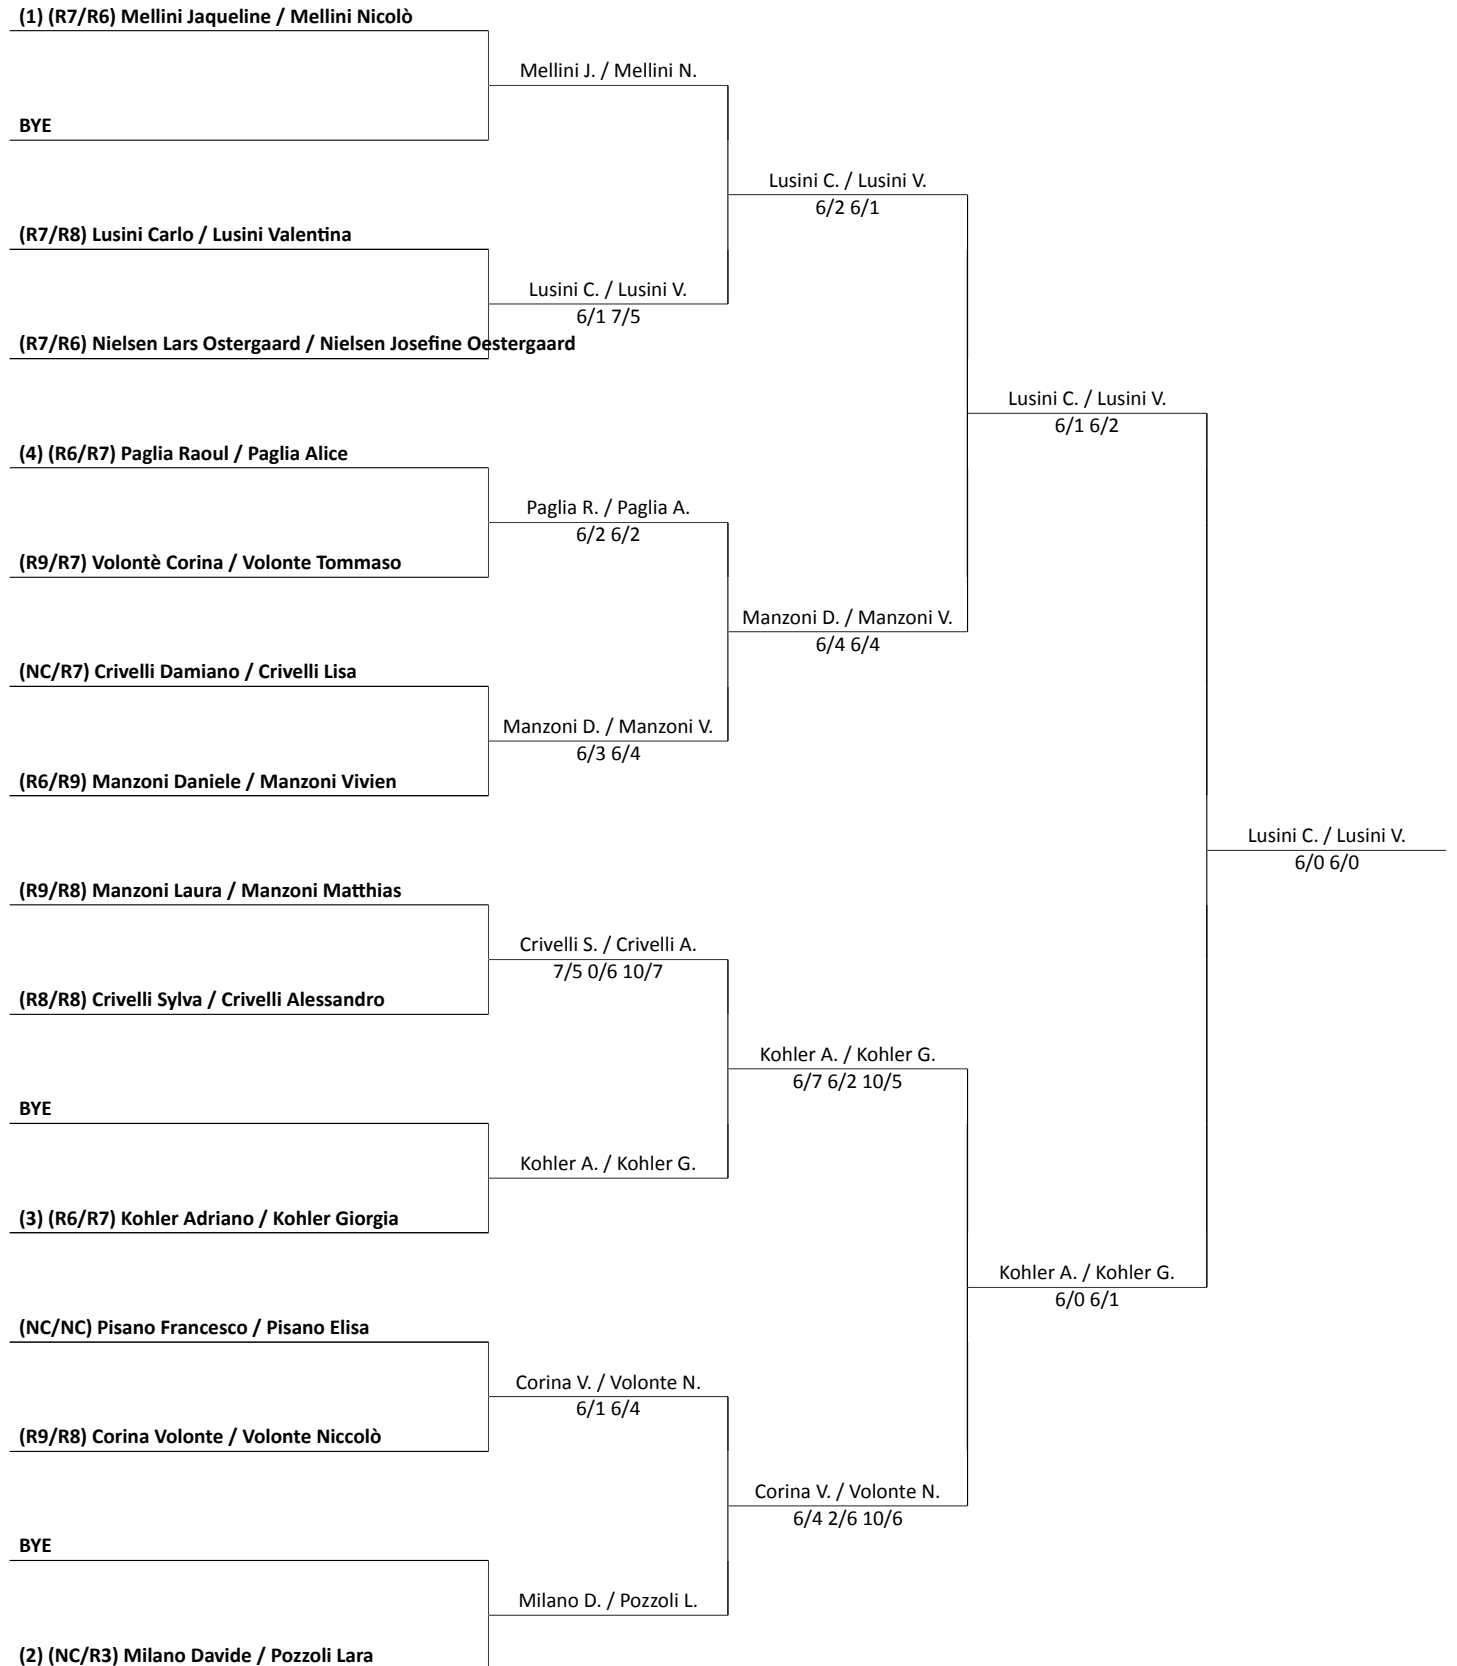 (1) (R7/R6) Mellini Jaqueline / Mellini Nicolò
Mellini J. / Mellini N.
BYE
Lusini C. / Lusini V.
6/2 6/1
(R7/R8) Lusini Carlo / Lusini Valentina
Lusini C. / Lusini V.
6/1 7/5
(R7/R6) Nielsen Lars Ostergaard / Nielsen Josefine Oestergaard
Lusini C. / Lusini V.
6/1 6/2
(4) (R6/R7) Paglia Raoul / Paglia Alice
Paglia R. / Paglia A.
6/2 6/2
(R9/R7) Volontè Corina / Volonte Tommaso
Manzoni D. / Manzoni V.
6/4 6/4
(NC/R7) Crivelli Damiano / Crivelli Lisa
Manzoni D. / Manzoni V.
6/3 6/4
(R6/R9) Manzoni Daniele / Manzoni Vivien
Lusini C. / Lusini V.
6/0 6/0
(R9/R8) Manzoni Laura / Manzoni Matthias
Crivelli S. / Crivelli A.
7/5 0/6 10/7
(R8/R8) Crivelli Sylva / Crivelli Alessandro
Kohler A. / Kohler G.
6/7 6/2 10/5
BYE
Kohler A. / Kohler G.
(3) (R6/R7) Kohler Adriano / Kohler Giorgia
Kohler A. / Kohler G.
6/0 6/1
(NC/NC) Pisano Francesco / Pisano Elisa
Corina V. / Volonte N.
6/1 6/4
(R9/R8) Corina Volonte / Volonte Niccolò
Corina V. / Volonte N.
6/4 2/6 10/6
BYE
Milano D. / Pozzoli L.
(2) (NC/R3) Milano Davide / Pozzoli Lara